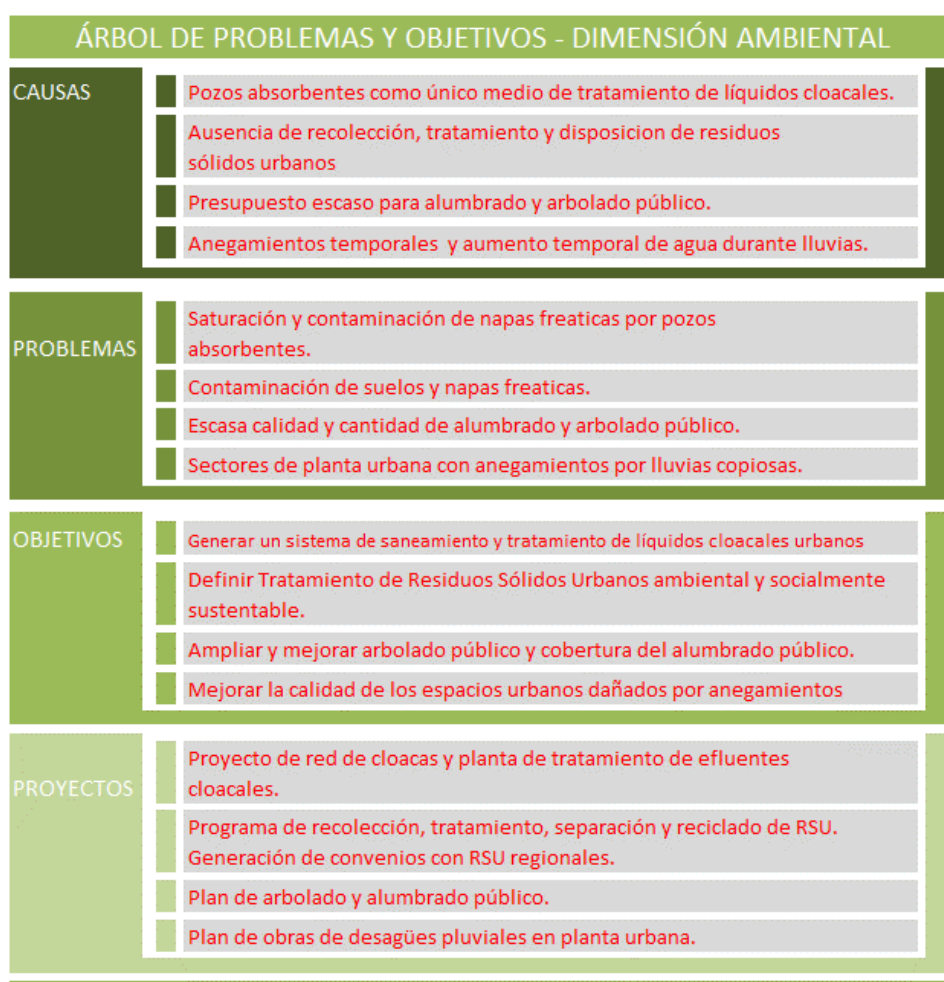 ÁRBOL DE PROBLEMAS Y OBJETIVOS - DIMENSIÓN AMBIENTAL
CAUSAS
Pozos absorbentes como único medio de tratamiento de líquidos cloacales.
Ausencia de recolección, tratamiento y disposicion de residuos
sólidos urbanos
Presupuesto escaso para alumbrado y arbolado público.
Anegamientos temporales y aumento temporal de agua durante lluvias.
PROBLEMAS
Saturación y contaminación de napas freaticas por pozos
absorbentes.
Contaminación de suelos y napas freaticas.
Escasa calidad y cantidad de alumbrado y arbolado público.
Sectores de planta urbana con anegamientos por lluvias copiosas.
OBJETIVOS
Generar un sistema de saneamiento y tratamiento de líquidos cloacales urbanos
Definir Tratamiento de Residuos Sólidos Urbanos ambiental y socialmente
sustentable.
Ampliar y mejorar arbolado público y cobertura del alumbrado público.
Mejorar la calidad de los espacios urbanos dañados por anegamientos
PROYECTOS
Proyecto de red de cloacas y planta de tratamiento de efluentes
cloacales.
Programa de recolección, tratamiento, separación y reciclado de RSU.
Generación de convenios con RSU regionales.
Plan de arbolado y alumbrado público.
Plan de obras de desagües pluviales en planta urbana.